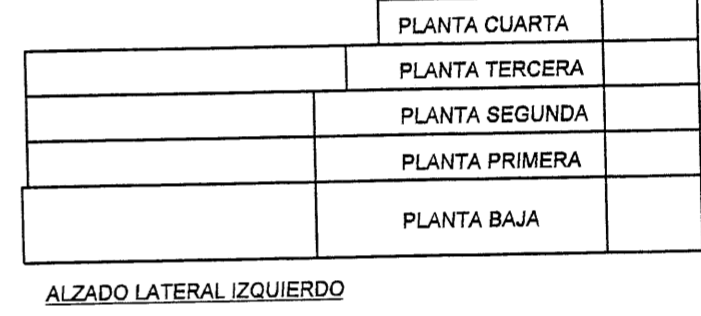 PLANTA CUARTA
PLANTA TERCERA
PLANTA SEGUNDA
PLANTA PRIMERA
PLANTA BAJA
ALZADO LATERAL IZQUIERDO